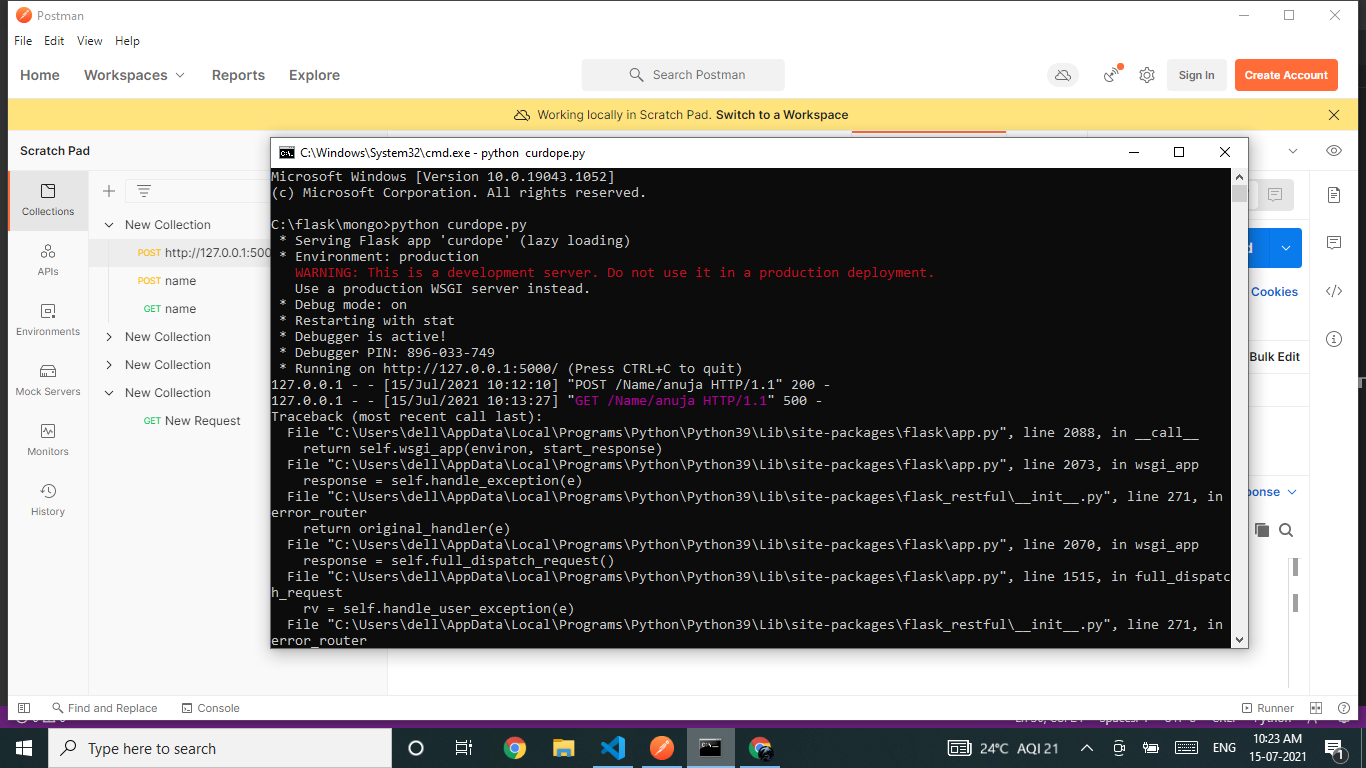 Postman
File Edit View Help
Home Workspaces Reports Explore Search Postman Sign In Create Account
Working locally in Scratch Pad. Switch to a Workspace
Scratch Pad
Collections
APIs
Environments
Mock Servers
Monitors
History
New Collection
POST http://127.0.0.1:500
POST name
GET name
New Collection
New Collection
New Collection
GET New Request
C:\Windows\System32\cmd.exe - python curdope.py
Microsoft Windows [Version 10.0.19043.1052]
(c) Microsoft Corporation. All rights reserved.
C:\flask\mongo>python curdope.py
* Serving Flask app 'curdope' (lazy loading)
* Environment: production
WARNING: This is a development server. Do not use it in a production deployment.
Use a production WSGI server instead.
* Debug mode: on
* Restarting with stat
* Debugger is active!
* Debugger PIN: 896-033-749
* Running on http://127.0.0.1:5000/ (Press CTRL+C to quit)
127.0.0.1 - - [15/Jul/2021 10:12:10] "POST /Name/anuja HTTP/1.1" 200 -
127.0.0.1 - - [15/Jul/2021 10:13:27] "GET /Name/anuja HTTP/1.1" 500 -
Traceback (most recent call last):
File "C:\Users\dell\AppData\Local\Programs\Python\Python39\Lib\site-packages\flask\app.py", line 2088, in __call__
return self.wsgi_app(environ, start_response)
File "C:\Users\dell\AppData\Local\Programs\Python\Python39\Lib\site-packages\flask\app.py", line 2073, in wsgi_app
response = self.handle_exception(e)
File "C:\Users\dell\AppData\Local\Programs\Python\Python39\Lib\site-packages\flask_restful\__init__.py", line 271, in
error_router
return original_handler(e)
File "C:\Users\dell\AppData\Local\Programs\Python\Python39\Lib\site-packages\flask\app.py", line 2070, in wsgi_app
response = self.full_dispatch_request()
File "C:\Users\dell\AppData\Local\Programs\Python\Python39\Lib\site-packages\flask\app.py", line 1515, in full_dispatc
h_request
rv = self.handle_user_exception(e)
File "C:\Users\dell\AppData\Local\Programs\Python\Python39\Lib\site-packages\flask_restful\__init__.py", line 271, in
error_router
d
Cookies
Bulk Edit
ponse
Find and Replace Console Runner
Type here to search
24°C AQI 21 ENG
10:23 AM
15-07-2021
1